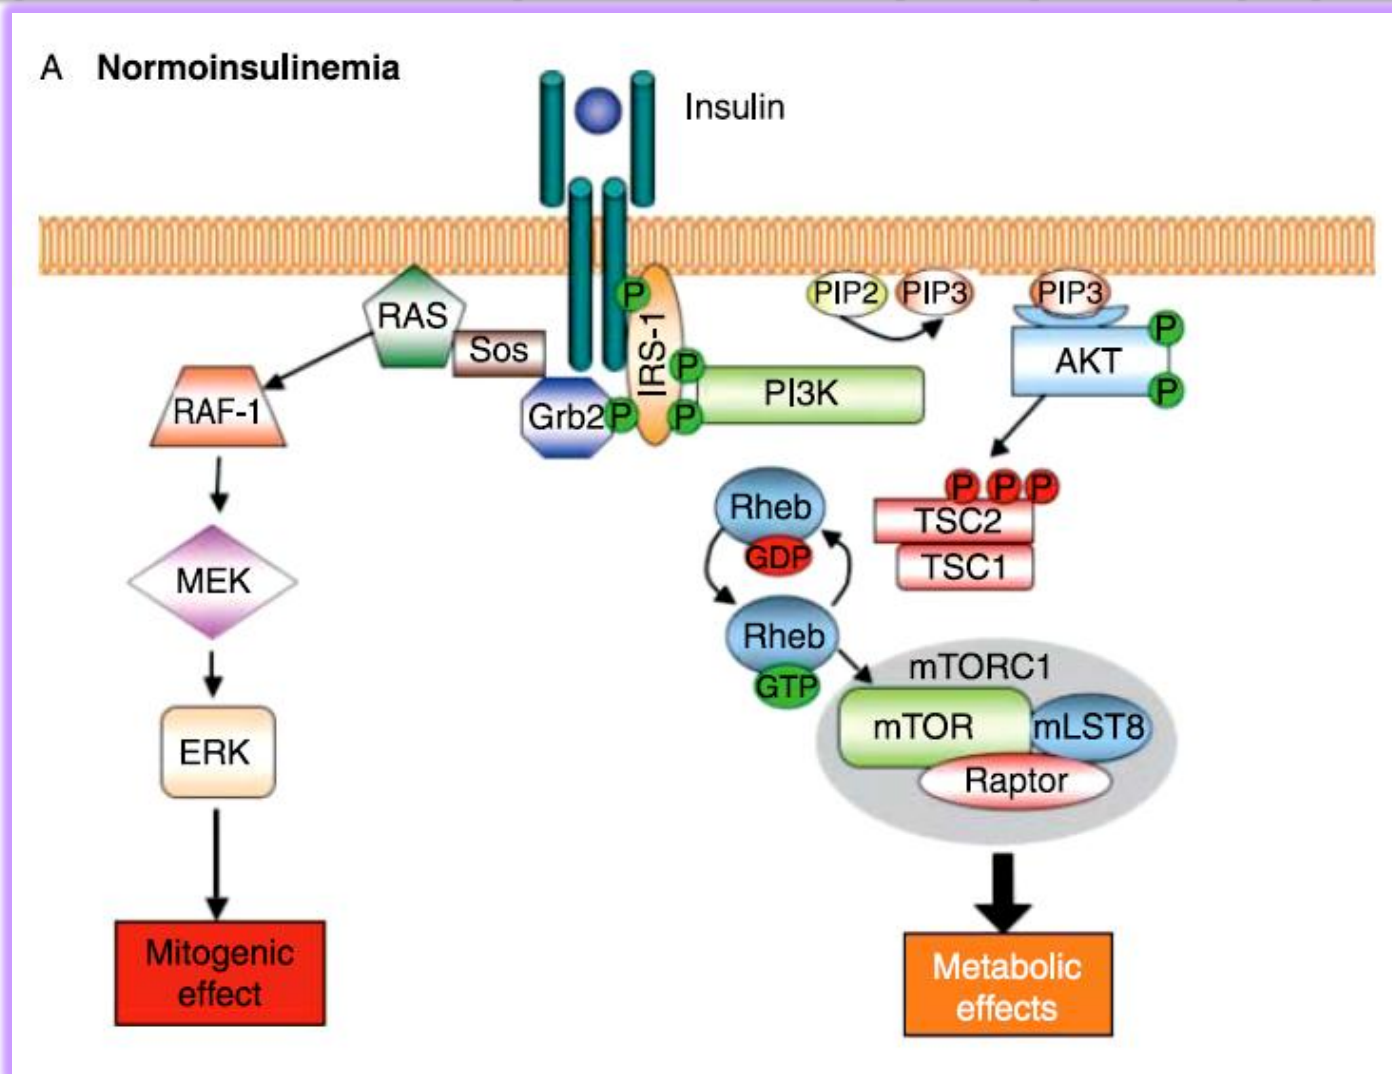 A Normoinsulinemia
Insulin
RAS
Sos
Grb2
P
IRS-1
P
P
P
PI3K
PIP2
PIP3
PIP3
AKT
P
P
RAF-1
MEK
ERK
Mitogenic
effect
P P P
TSC2
TSC1
Rheb
GDP
Rheb
GTP
mTORC1
mTOR
mLST8
Raptor
Metabolic
effects